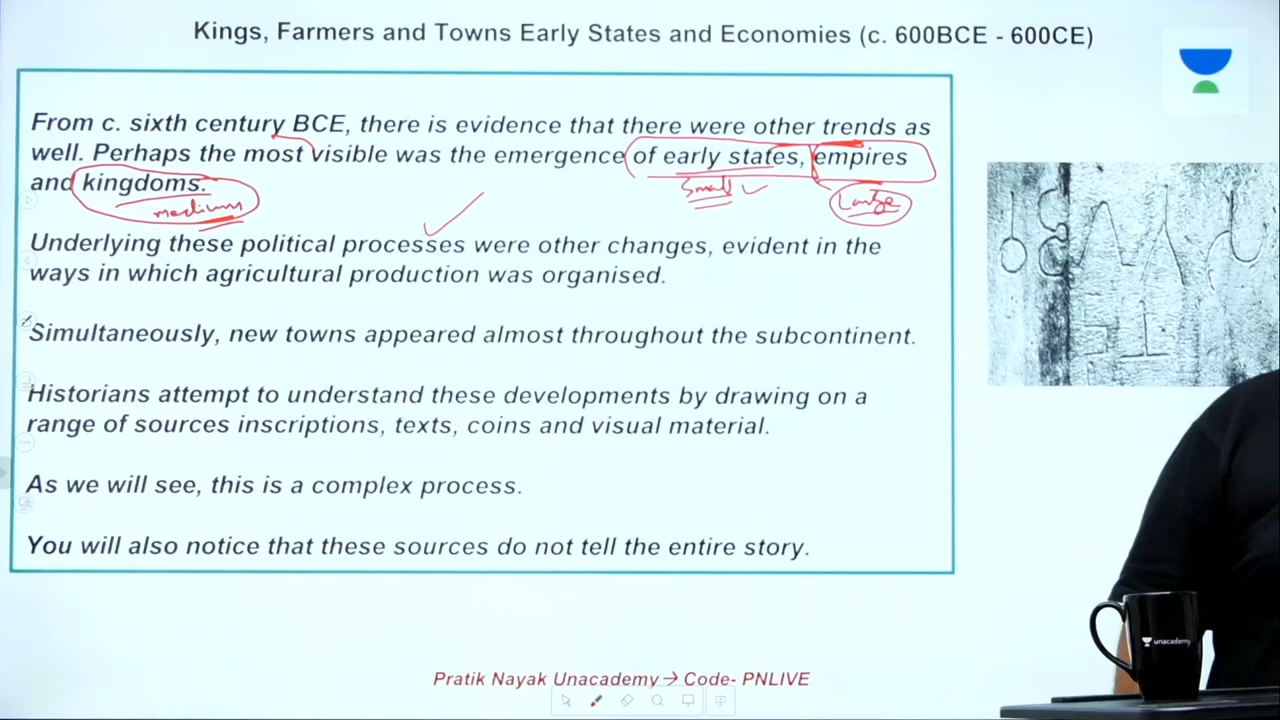 Kings, Farmers and Towns Early States and Economies (c. 600BCE - 600CE)
From c. sixth century BCE, there is evidence that there were other trends as
well. Perhaps the most visible was the emergence of early states, empires
and kingdoms.
Small
Large
medium
Underlying these political processes were other changes, evident in the
ways in which agricultural production was organised.
Simultaneously, new towns appeared almost throughout the subcontinent.
Historians attempt to understand these developments by drawing on a
range of sources inscriptions, texts, coins and visual material.
As we will see, this is a complex process.
You will also notice that these sources do not tell the entire story.
unacademy
Pratik Nayak Unacademy → Code- PNLIVE